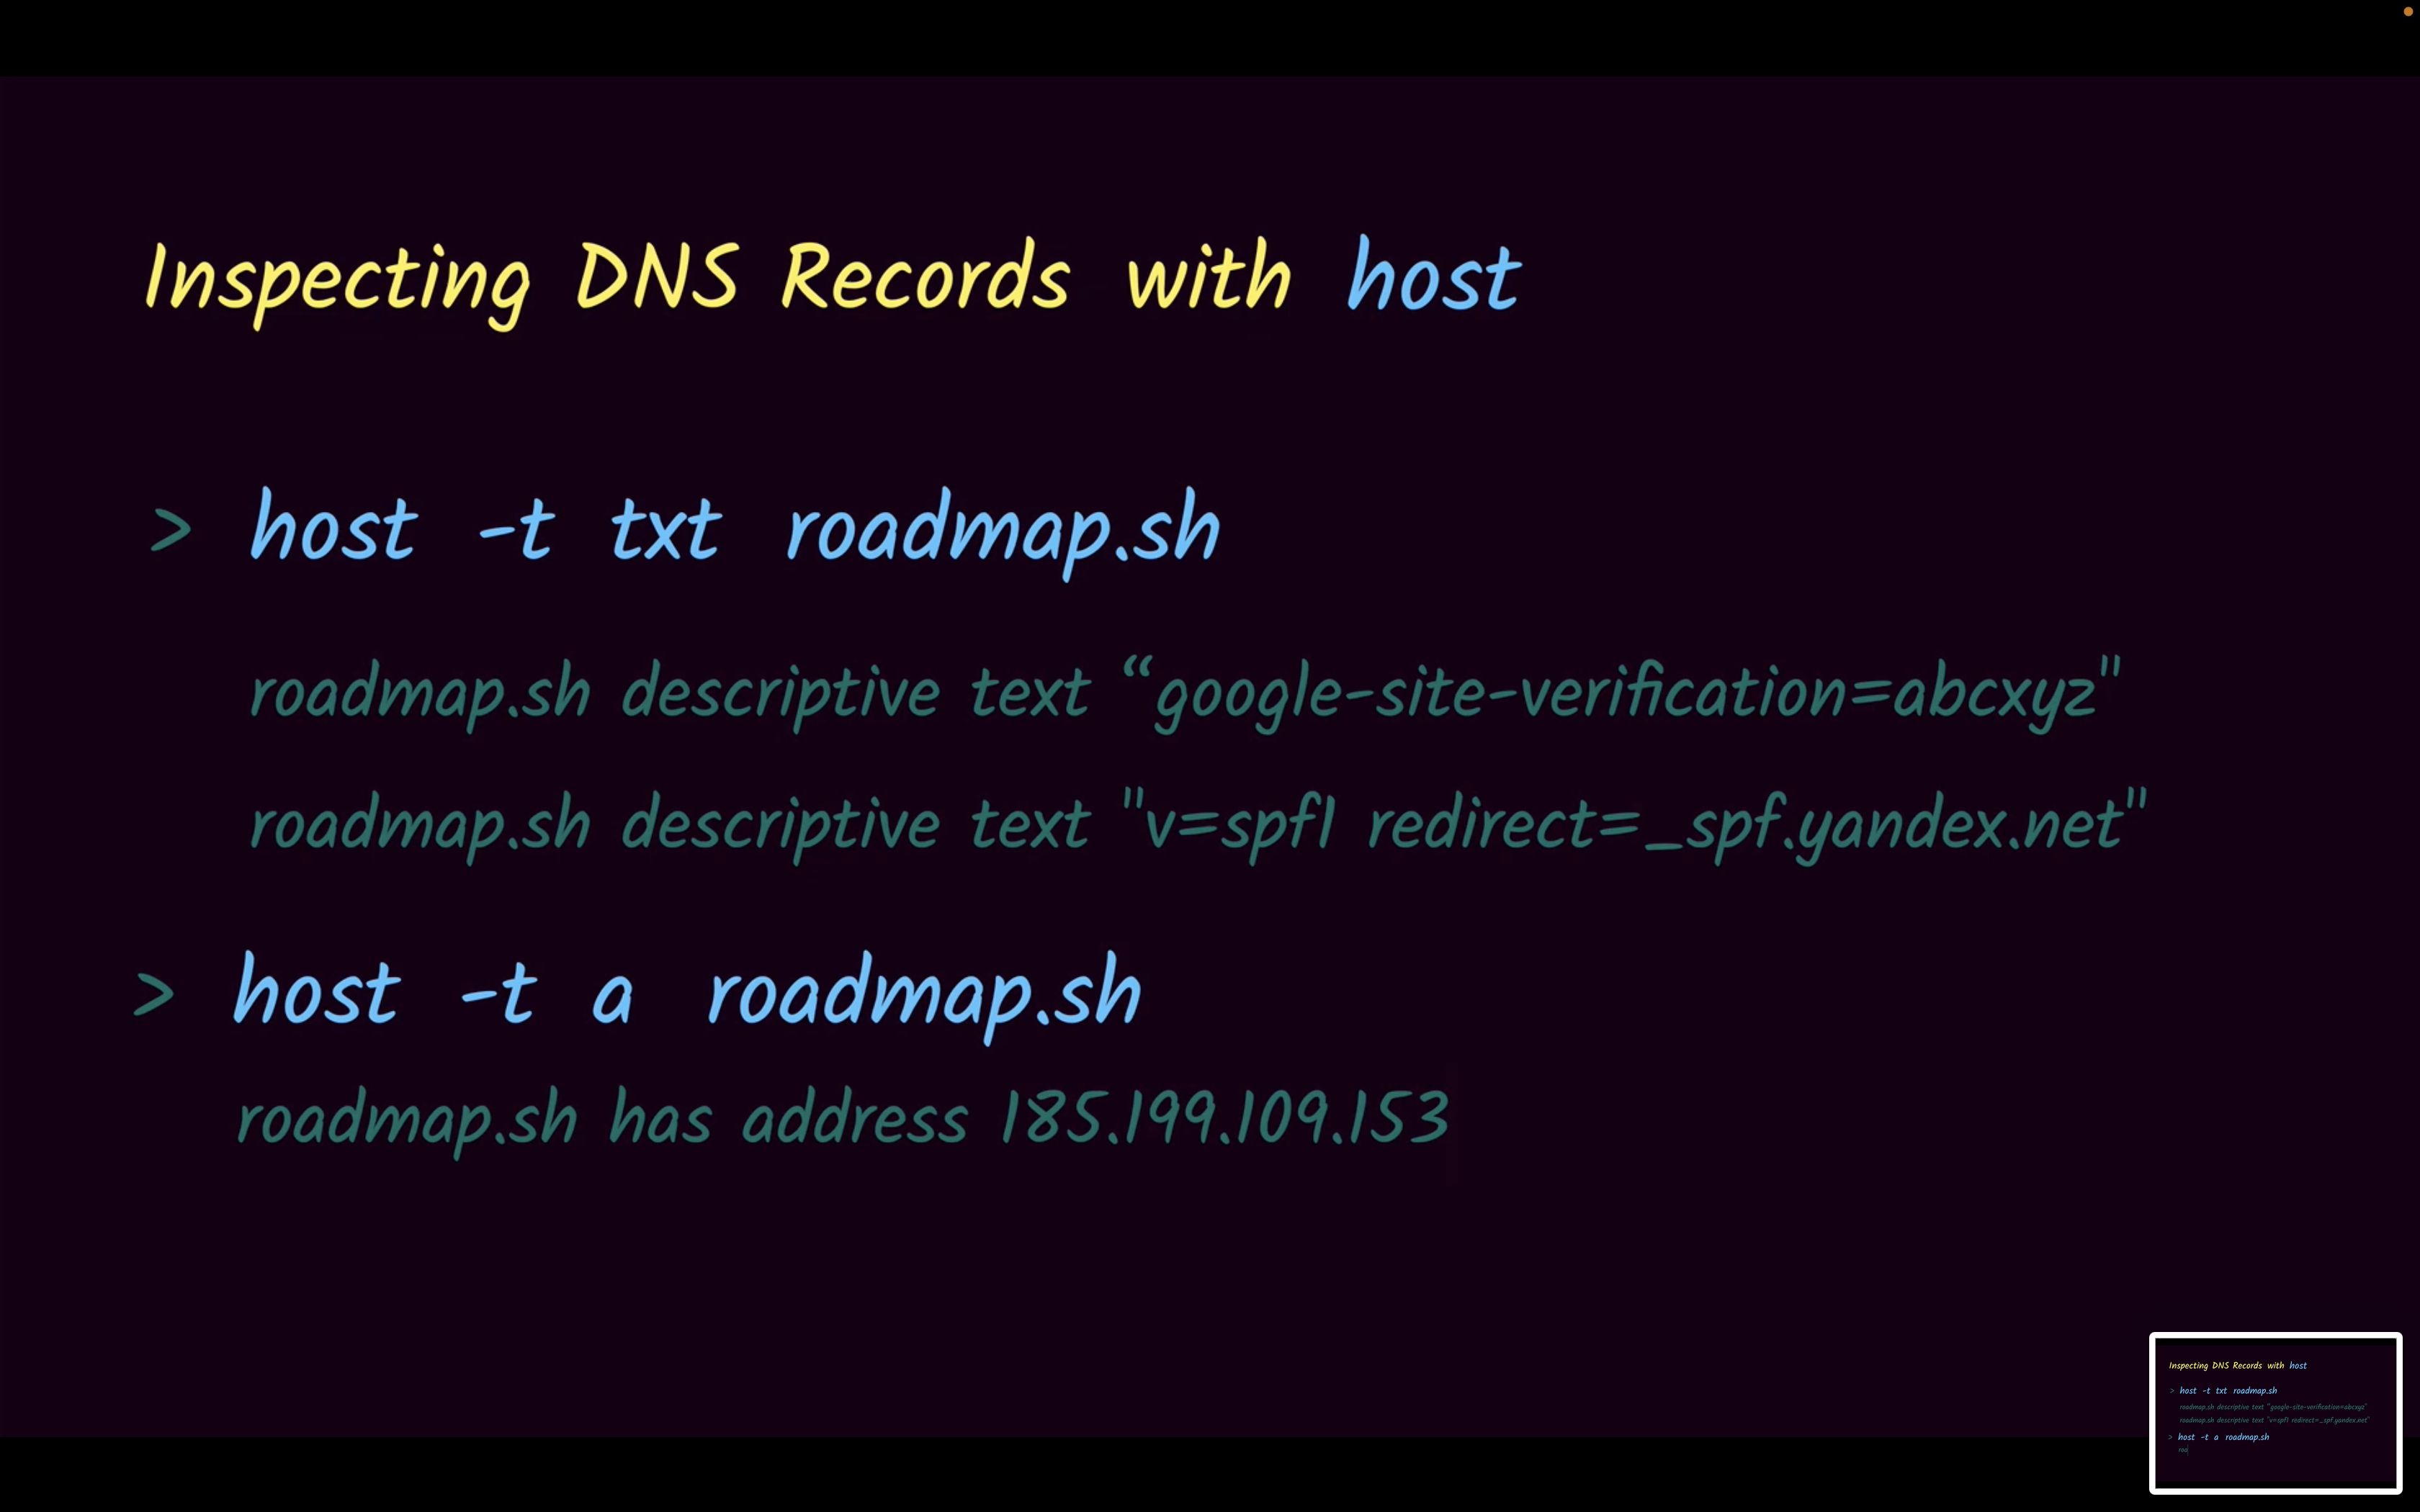 Inspecting DNS Records with host
> host -t txt roadmap.sh
roadmap.sh descriptive text “google-site-verification=abcxyz"
roadmap.sh descriptive text "v=spf1 redirect=_spf.yandex.net"
> host -t a roadmap.sh
roadmap.sh has address 185.199.109.153
Inspecting DNS Records with host
> host -t txt roadmap.sh
roadmap.sh descriptive text “google-site-verification=abcxyz"
roadmap.sh descriptive text "v=spf1 redirect=_spf.yandex.net"
> host -t a roadmap.sh
roa